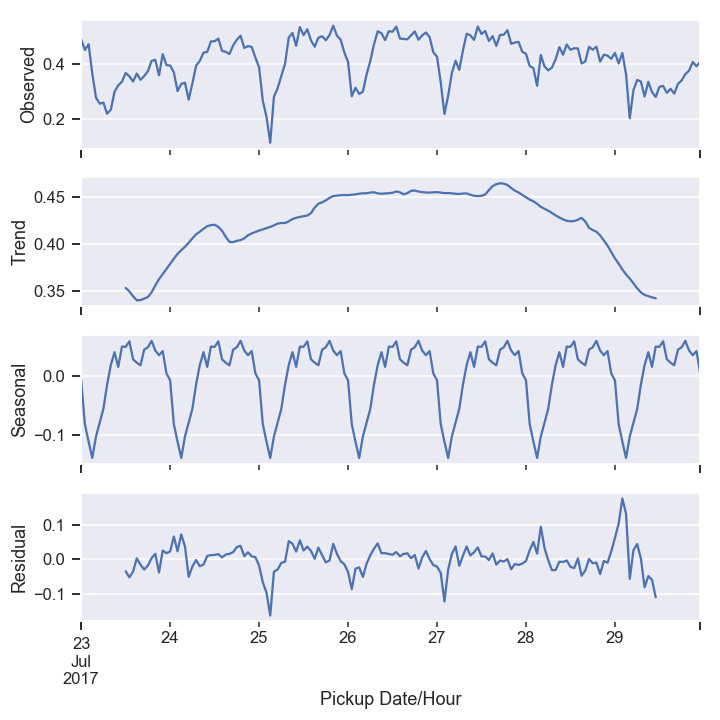 Observed
0.4
0.2
Trend
0.45
0.40
0.35
Seasonal
0.0
−0.1
Residual
0.1
0.0
−0.1
23 24 25 26 27 28 29
Jul
2017
Pickup Date/Hour